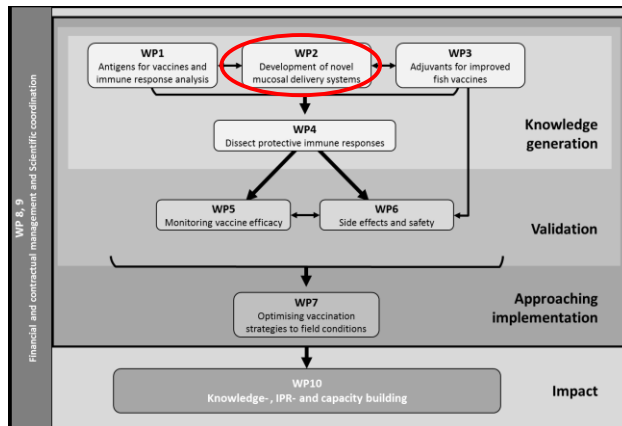 WP 8, 9
Financial and contractual management and Scientific coordination
WP1
Antigens for vaccines and
immune response analysis
WP2
Development of novel
mucosal delivery systems
WP3
Adjuvants for improved
fish vaccines
WP4
Dissect protective immune responses
Knowledge
generation
WP5
Monitoring vaccine efficacy
WP6
Side effects and safety
Validation
WP7
Optimising vaccination
strategies to field conditions
Approaching
implementation
WP10
Knowledge-, IPR- and capacity building
Impact